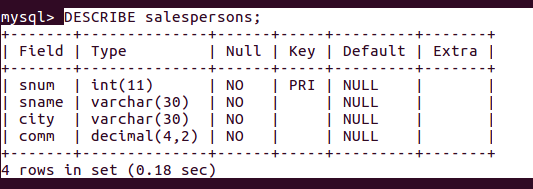 mysql> DESCRIBE salespersons;
+-------+--------------+------+-----+---------+-------+
| Field | Type         | Null | Key | Default | Extra |
+-------+--------------+------+-----+---------+-------+
| snum  | int(11)      | NO   | PRI | NULL    |       |
| sname | varchar(30)  | NO   |     | NULL    |       |
| city  | varchar(30)  | NO   |     | NULL    |       |
| comm  | decimal(4,2) | NO   |     | NULL    |       |
+-------+--------------+------+-----+---------+-------+
4 rows in set (0.18 sec)